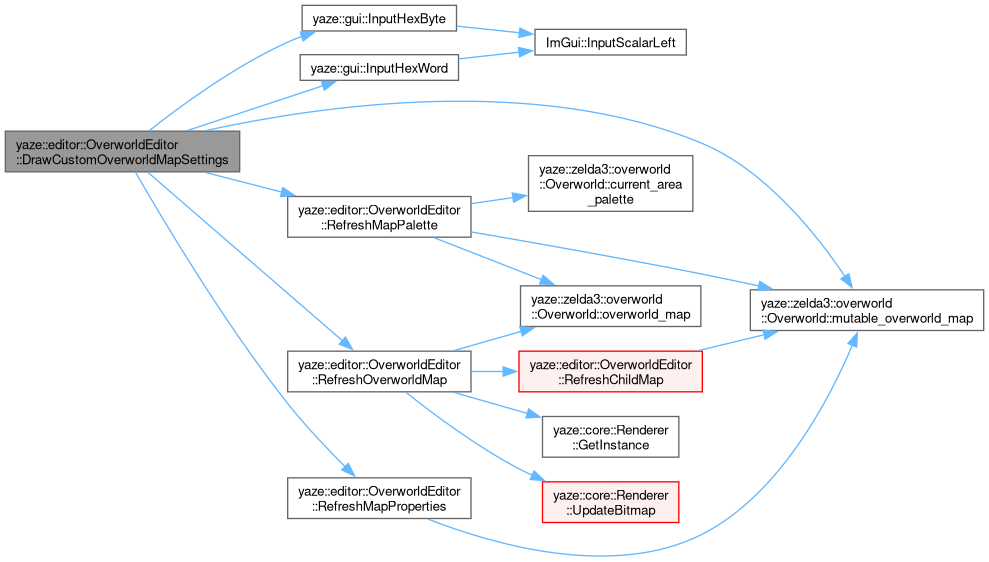 yaze::gui::InputHexByte
ImGui::InputScalarLeft
yaze::gui::InputHexWord
yaze::editor::OverworldEditor
::DrawCustomOverworldMapSettings
yaze::zelda3::overworld
::Overworld::current_area
_palette
yaze::editor::OverworldEditor
::RefreshMapPalette
yaze::zelda3::overworld
::Overworld::overworld_map
yaze::zelda3::overworld
::Overworld::mutable_overworld_map
yaze::editor::OverworldEditor
::RefreshOverworldMap
yaze::editor::OverworldEditor
::RefreshChildMap
yaze::core::Renderer
::GetInstance
yaze::editor::OverworldEditor
::RefreshMapProperties
yaze::core::Renderer
::UpdateBitmap